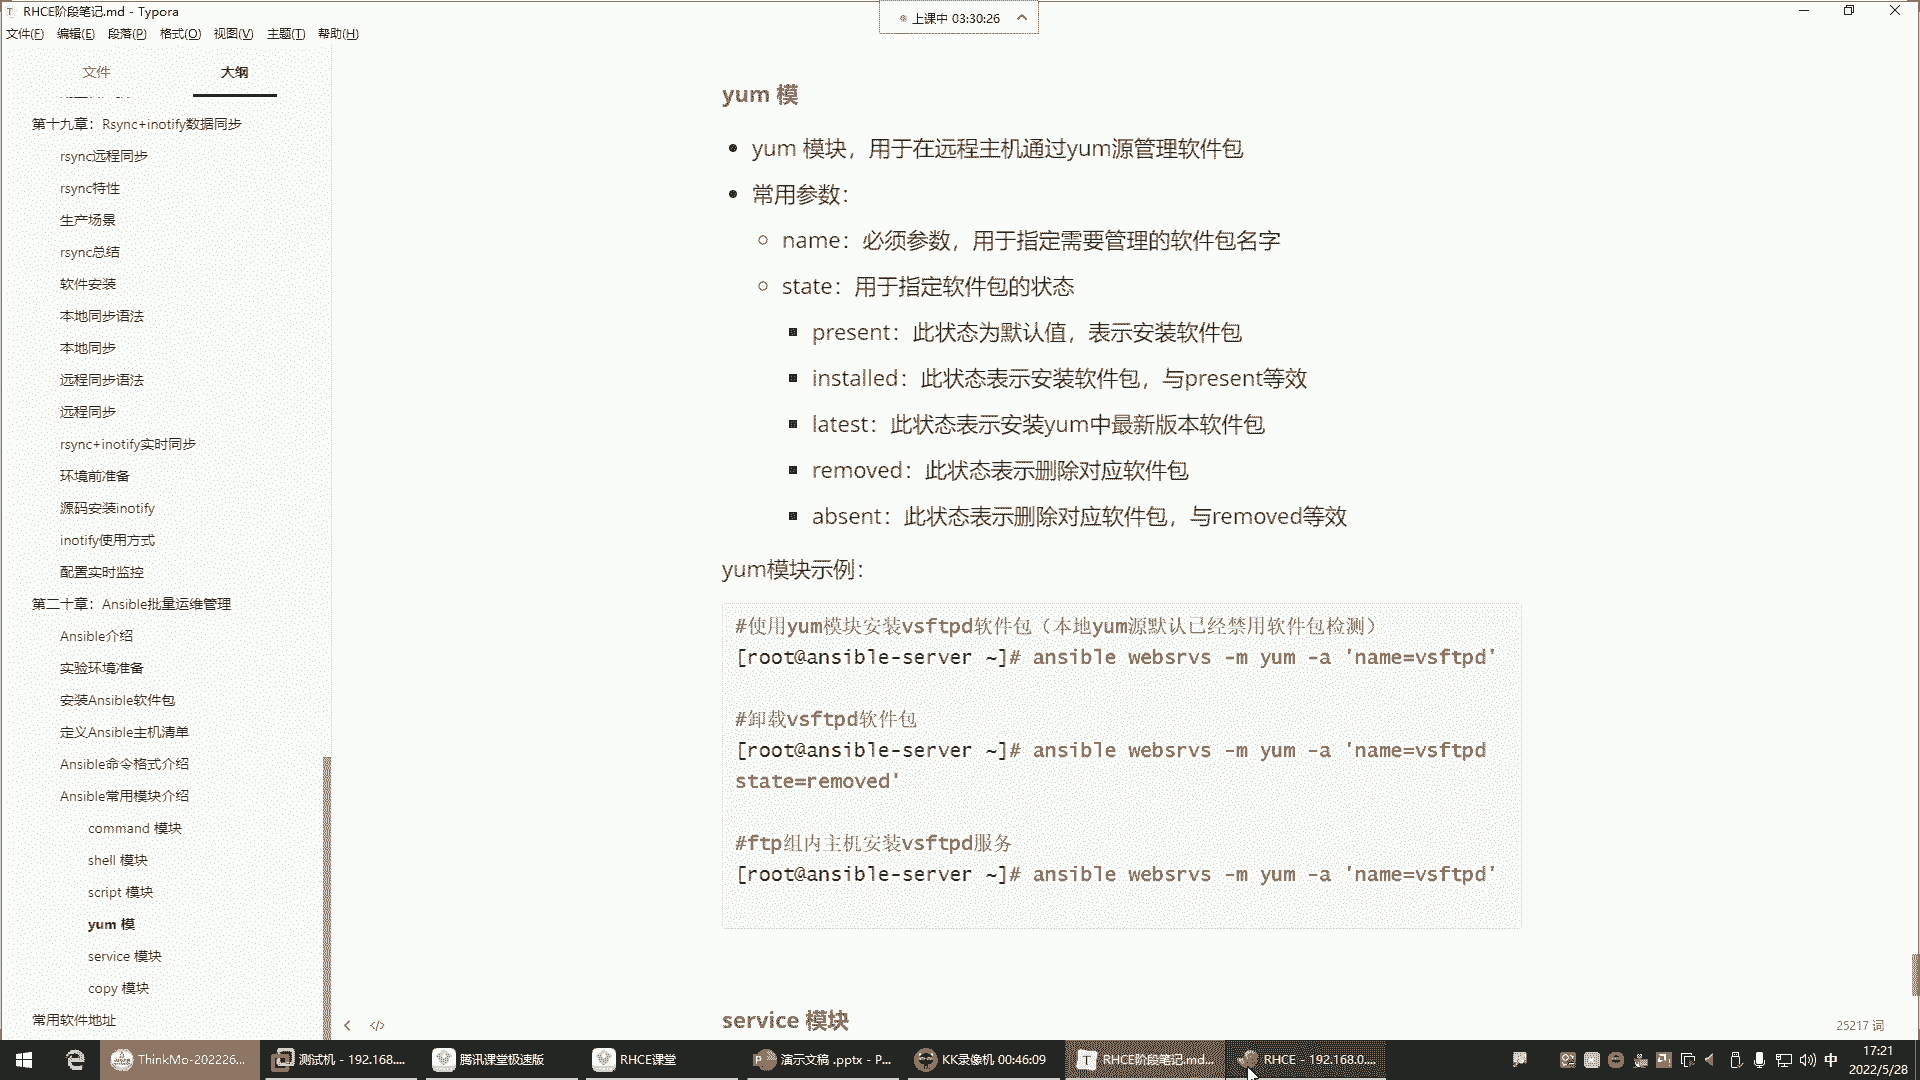 RHCE阶段笔记.md - Typora
上课中 03:30:26
文件(F) 编辑(E) 段落(P) 格式(O) 视图(V) 主题(T) 帮助(H)
文件 大纲
第十九章：Rsync+inotify数据同步
rsync远程同步
rsync特性
生产场景
rsync总结
软件安装
本地同步语法
本地同步
远程同步语法
远程同步
rsync+inotify实时同步
环境前准备
源码安装inotify
inotify使用方式
配置实时监控
第二十章：Ansible批量运维管理
Ansible介绍
实验环境准备
安装Ansible软件包
定义Ansible主机清单
Ansible命令格式介绍
Ansible常用模块介绍
command 模块
shell 模块
script 模块
yum 模
service 模块
copy 模块
常用软件地址
yum 模
yum 模块，用于在远程主机通过yum源管理软件包
常用参数：
name：必须参数，用于指定需要管理的软件包名字
state：用于指定软件包的状态
present：此状态为默认值，表示安装软件包
installed：此状态表示安装软件包，与present等效
latest：此状态表示安装yum中最新版本软件包
removed：此状态表示删除对应软件包
absent：此状态表示删除对应软件包，与removed等效
yum模块示例：
#使用yum模块安装vsftpd软件包（本地yum源默认已经禁用软件包检测）
[root@ansible-server ~]# ansible websrvs -m yum -a 'name=vsftpd'
#卸载vsftpd软件包
[root@ansible-server ~]# ansible websrvs -m yum -a 'name=vsftpd
state=removed'
#ftp组内主机安装vsftpd服务
[root@ansible-server ~]# ansible websrvs -m yum -a 'name=vsftpd'
service 模块
25217 词
ThinkMo-202226... 测试机 - 192.168.... 腾讯课堂极速版 RHCE课堂 演示文稿 .pptx - P... KK录像机 00:46:09 RHCE阶段笔记.md... RHCE - 192.168.0.... 中 17:21
2022/5/28